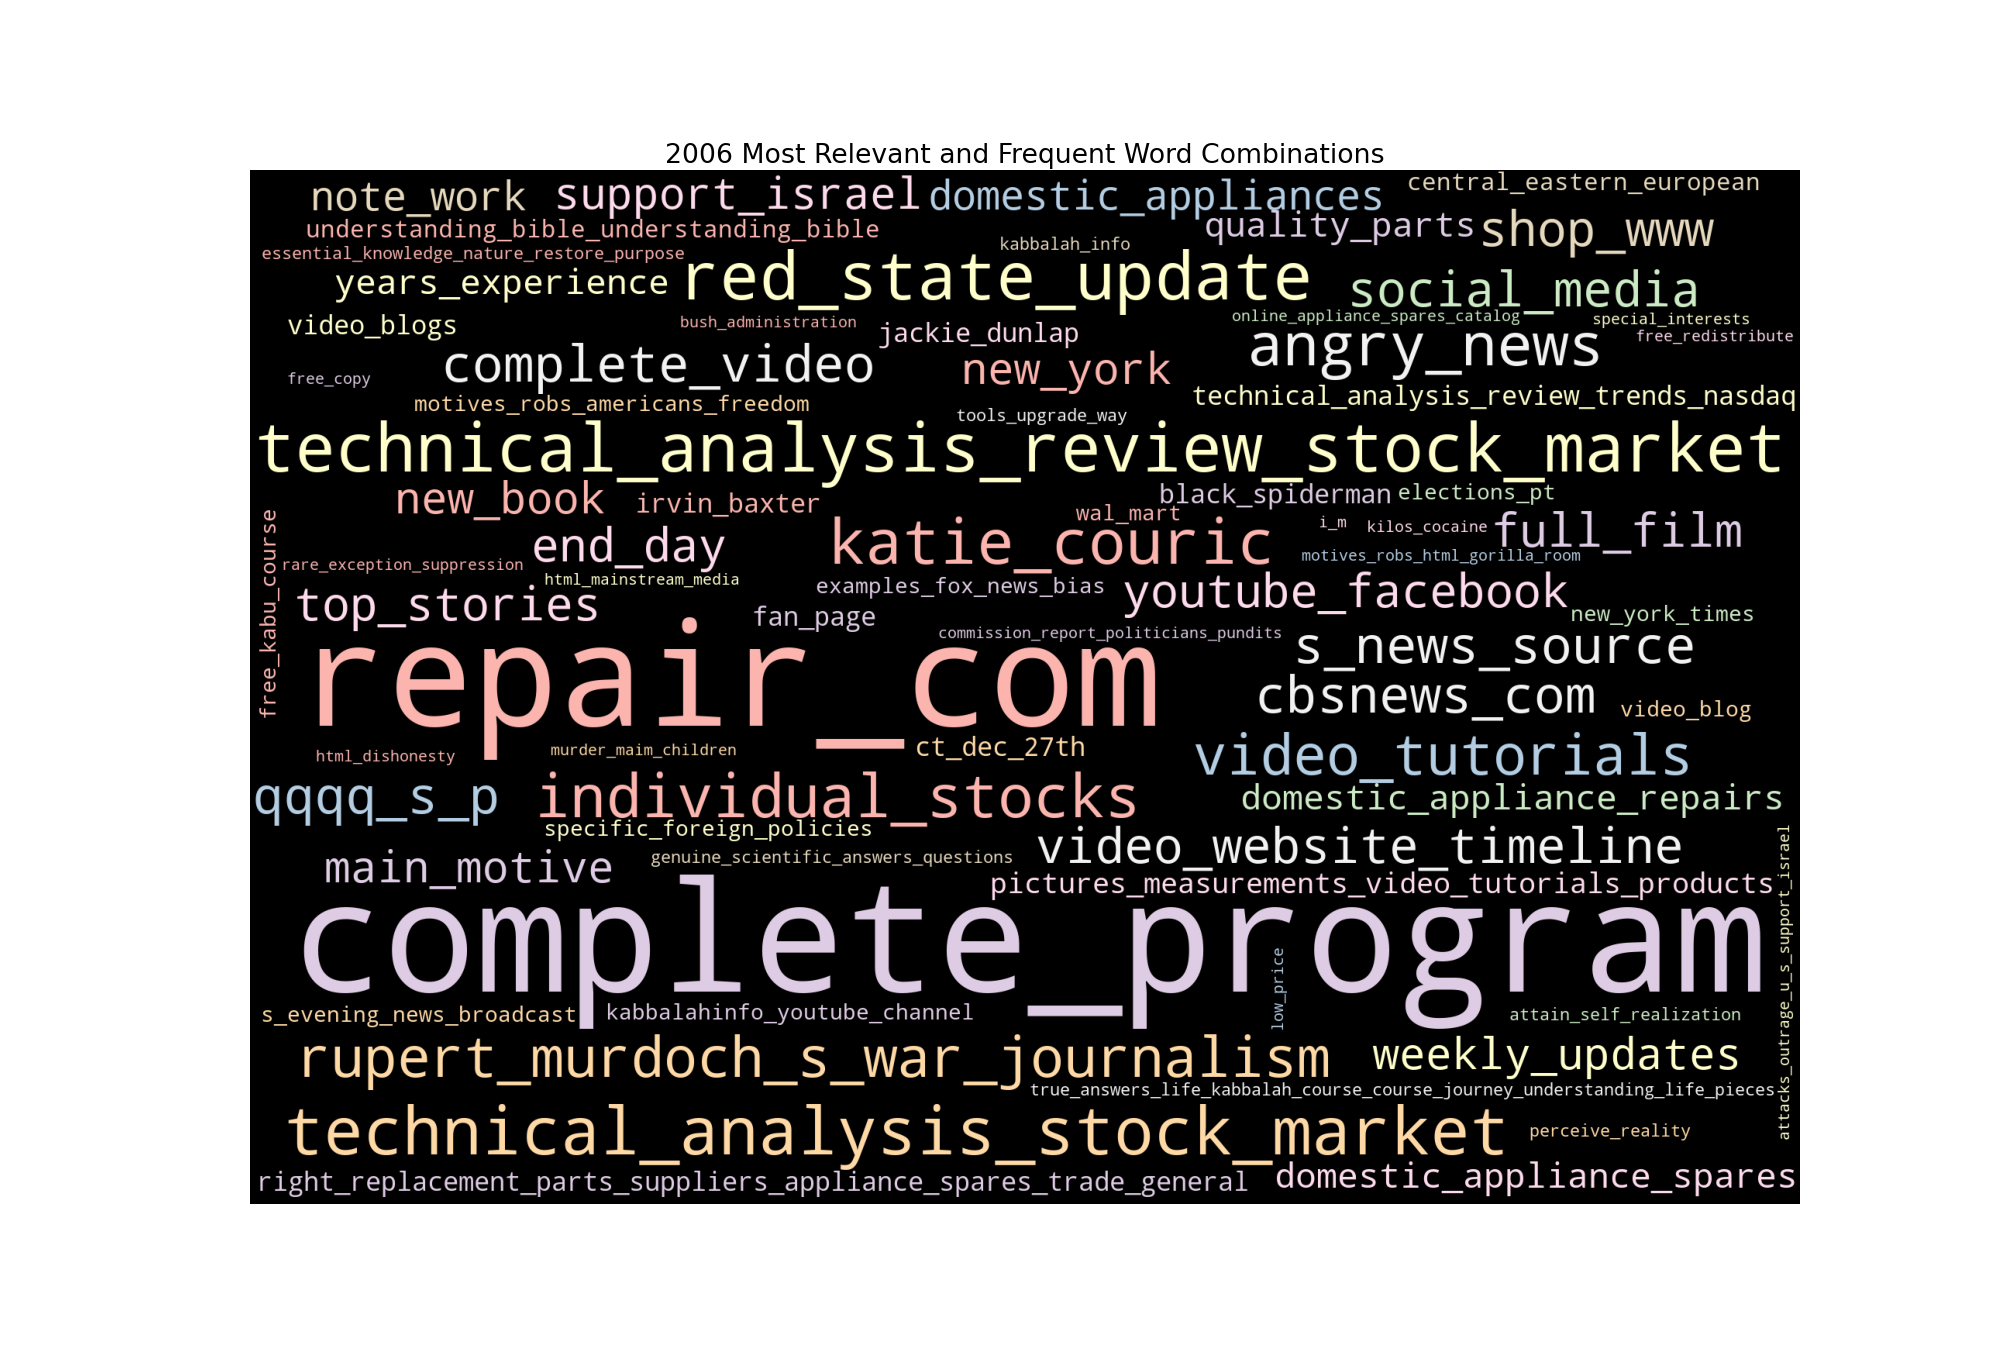 2006 Most Relevant and Frequent Word Combinations
note_work support_israel domestic_appliances central_eastern_european
understanding_bible_understanding_bible quality_parts shop_www
essential_knowledge_nature_restore_purpose kabbalah_info
years_experience red_state_update social_media
video_blogs bush_administration jackie_dunlap online_appliance_spares_catalog special_interests
free_redistribute
complete_video new_york angry_news
free_copy
motives_robs_americans_freedom tools_upgrade_way technical_analysis_review_trends_nasdaq
technical_analysis_review_stock_market
new_book irvin_baxter black_spiderman elections_pt
wal_mart i_m kilos_cocaine full_film
free_kabu_course
end_day katie_couric
rare_exception_suppression motives_robs_html_gorilla_room
html_mainstream_media examples_fox_news_bias youtube_facebook
top_stories fan_page new_york_times
commission_report_politicians_pundits
repair_com s_news_source
cbsnews_com video_blog
html_dishonesty murder_maim_children ct_dec_27th video_tutorials
qqqq_s_p individual_stocks domestic_appliance_repairs
specific_foreign_policies
main_motive genuine_scientific_answers_questions video_website_timeline
pictures_measurements_video_tutorials_products
attacks_outrage_u_s_support_israel
complete_program
low_price
s_evening_news_broadcast kabbalahinfo_youtube_channel attain_self_realization
rupert_murdoch_s_war_journalism weekly_updates
true_answers_life_kabbalah_course_course_journey_understanding_life_pieces
technical_analysis_stock_market perceive_reality
right_replacement_parts_suppliers_appliance_spares_trade_general domestic_appliance_spares